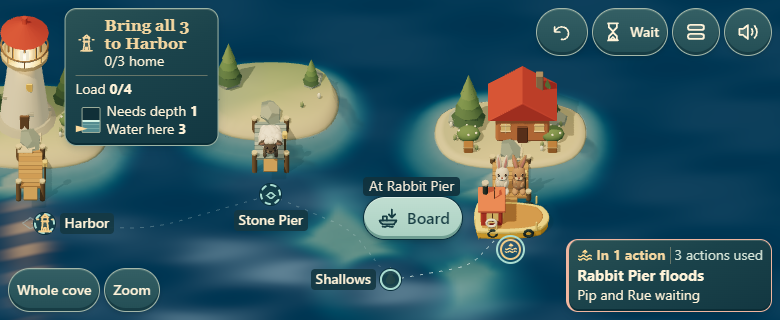 Bring all 3
to Harbor
0/3 home
Load 0/4
Needs depth 1
Water here 3
Wait
At Rabbit Pier
Board
Harbor
Stone Pier
Shallows
In 1 action | 3 actions used
Rabbit Pier floods
Pip and Rue waiting
Whole cove
Zoom